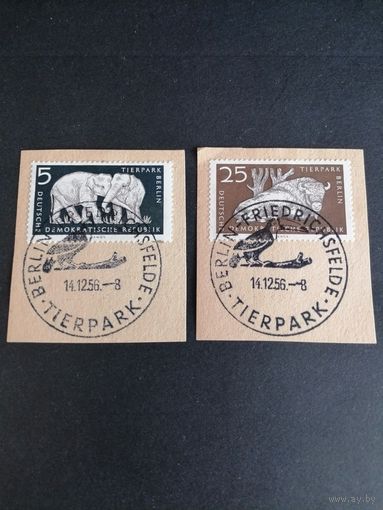 5
TIERPARK
BERLIN
DEUTSCHE
DEMOKRATISCHE REPUBLIK
BERLIN-FRIEDRICHSFELDE
14.12.56.--8
· TIERPARK ·
25
TIERPARK
BERLIN
DEUTSCHE
DEMOKRATISCHE REPUBLIK
BERLIN-FRIEDRICHSFELDE
14.12.56.--8
· TIERPARK ·
www.ay.by